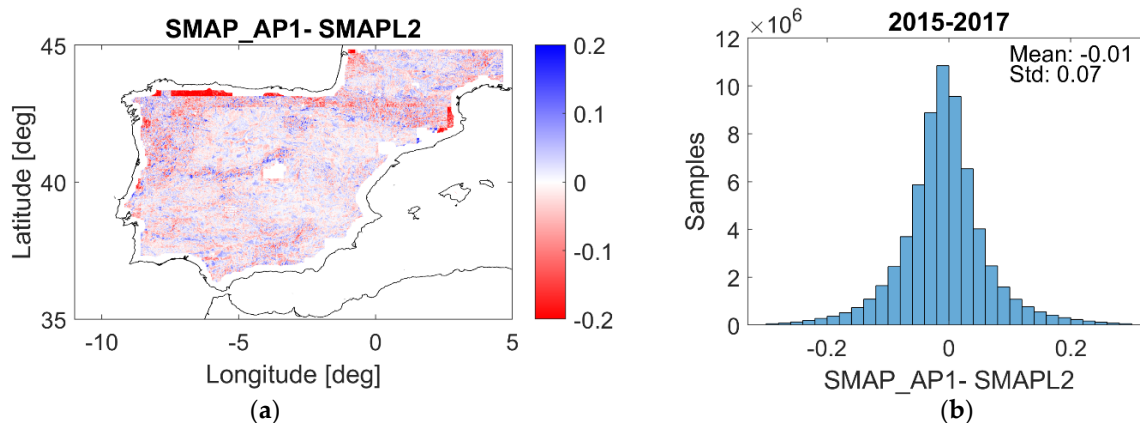 SMAP_AP1- SMAPL2
45
40
35
Latitude [deg]
-10
-5
0
5
Longitude [deg]
0.2
0.1
0
-0.1
-0.2
(a)
2015-2017
×10⁶
Mean: -0.01
Std: 0.07
12
10
8
6
4
2
0
Samples
-0.2
0
0.2
SMAP_AP1- SMAPL2
(b)